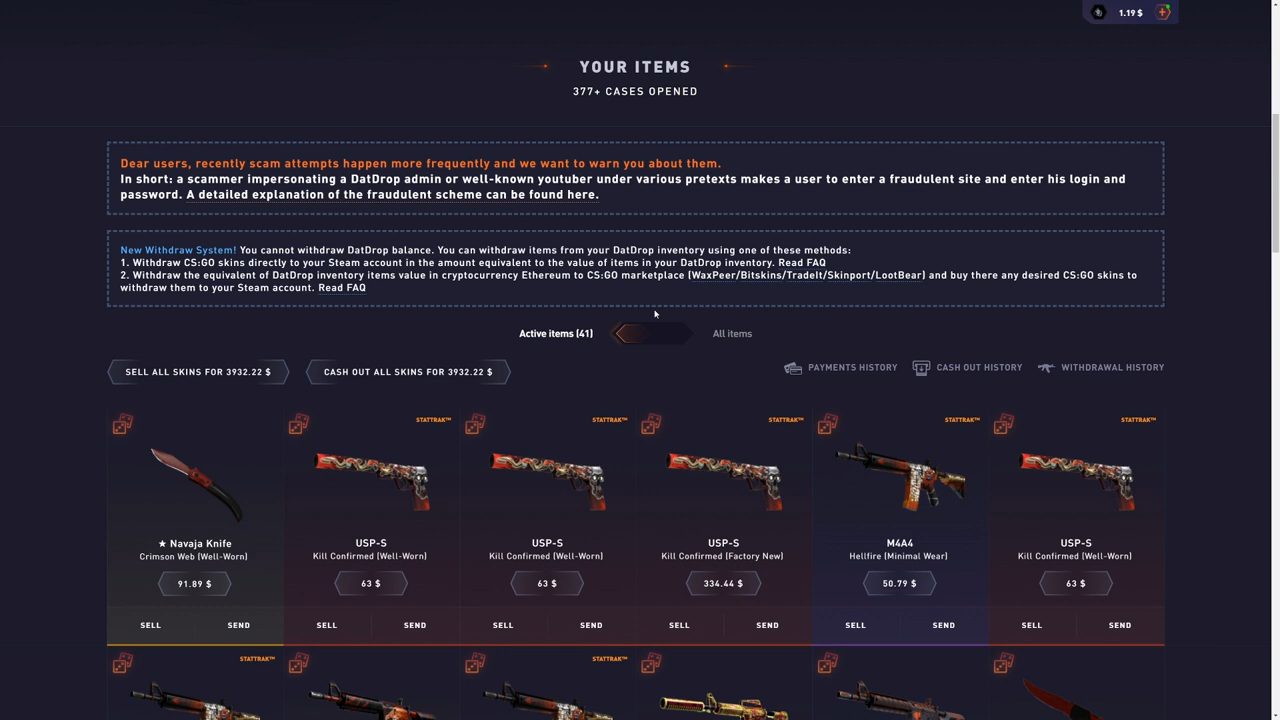 1.19 $
YOUR ITEMS
377+ CASES OPENED
Dear users, recently scam attempts happen more frequently and we want to warn you about them.
In short: a scammer impersonating a DatDrop admin or well-known youtuber under various pretexts makes a user to enter a fraudulent site and enter his login and
password. A detailed explanation of the fraudulent scheme can be found here.
New Withdraw System! You cannot withdraw DatDrop balance. You can withdraw items from your DatDrop inventory using one of these methods:
1. Withdraw CS:GO skins directly to your Steam account in the amount equivalent to the value of items in your DatDrop inventory. Read FAQ
2. Withdraw the equivalent of DatDrop inventory items value in cryptocurrency Ethereum to CS:GO marketplace (WaxPeer/Bitskins/TradeIt/Skinport/LootBear) and buy there any desired CS:GO skins to
withdraw them to your Steam account. Read FAQ
Active items (41) All items
SELL ALL SKINS FOR 3932.22 $ CASH OUT ALL SKINS FOR 3932.22 $ PAYMENTS HISTORY CASH OUT HISTORY WITHDRAWAL HISTORY
STATTRAK™ STATTRAK™ STATTRAK™ STATTRAK™ STATTRAK™
★ Navaja Knife USP-S USP-S USP-S M4A4 USP-S
Crimson Web (Well-Worn) Kill Confirmed (Well-Worn) Kill Confirmed (Well-Worn) Kill Confirmed (Factory New) Hellfire (Minimal Wear) Kill Confirmed (Well-Worn)
91.89 $ 63 $ 63 $ 334.44 $ 50.79 $ 63 $
SELL SEND SELL SEND SELL SEND SELL SEND SELL SEND SELL SEND
STATTRAK™ STATTRAK™